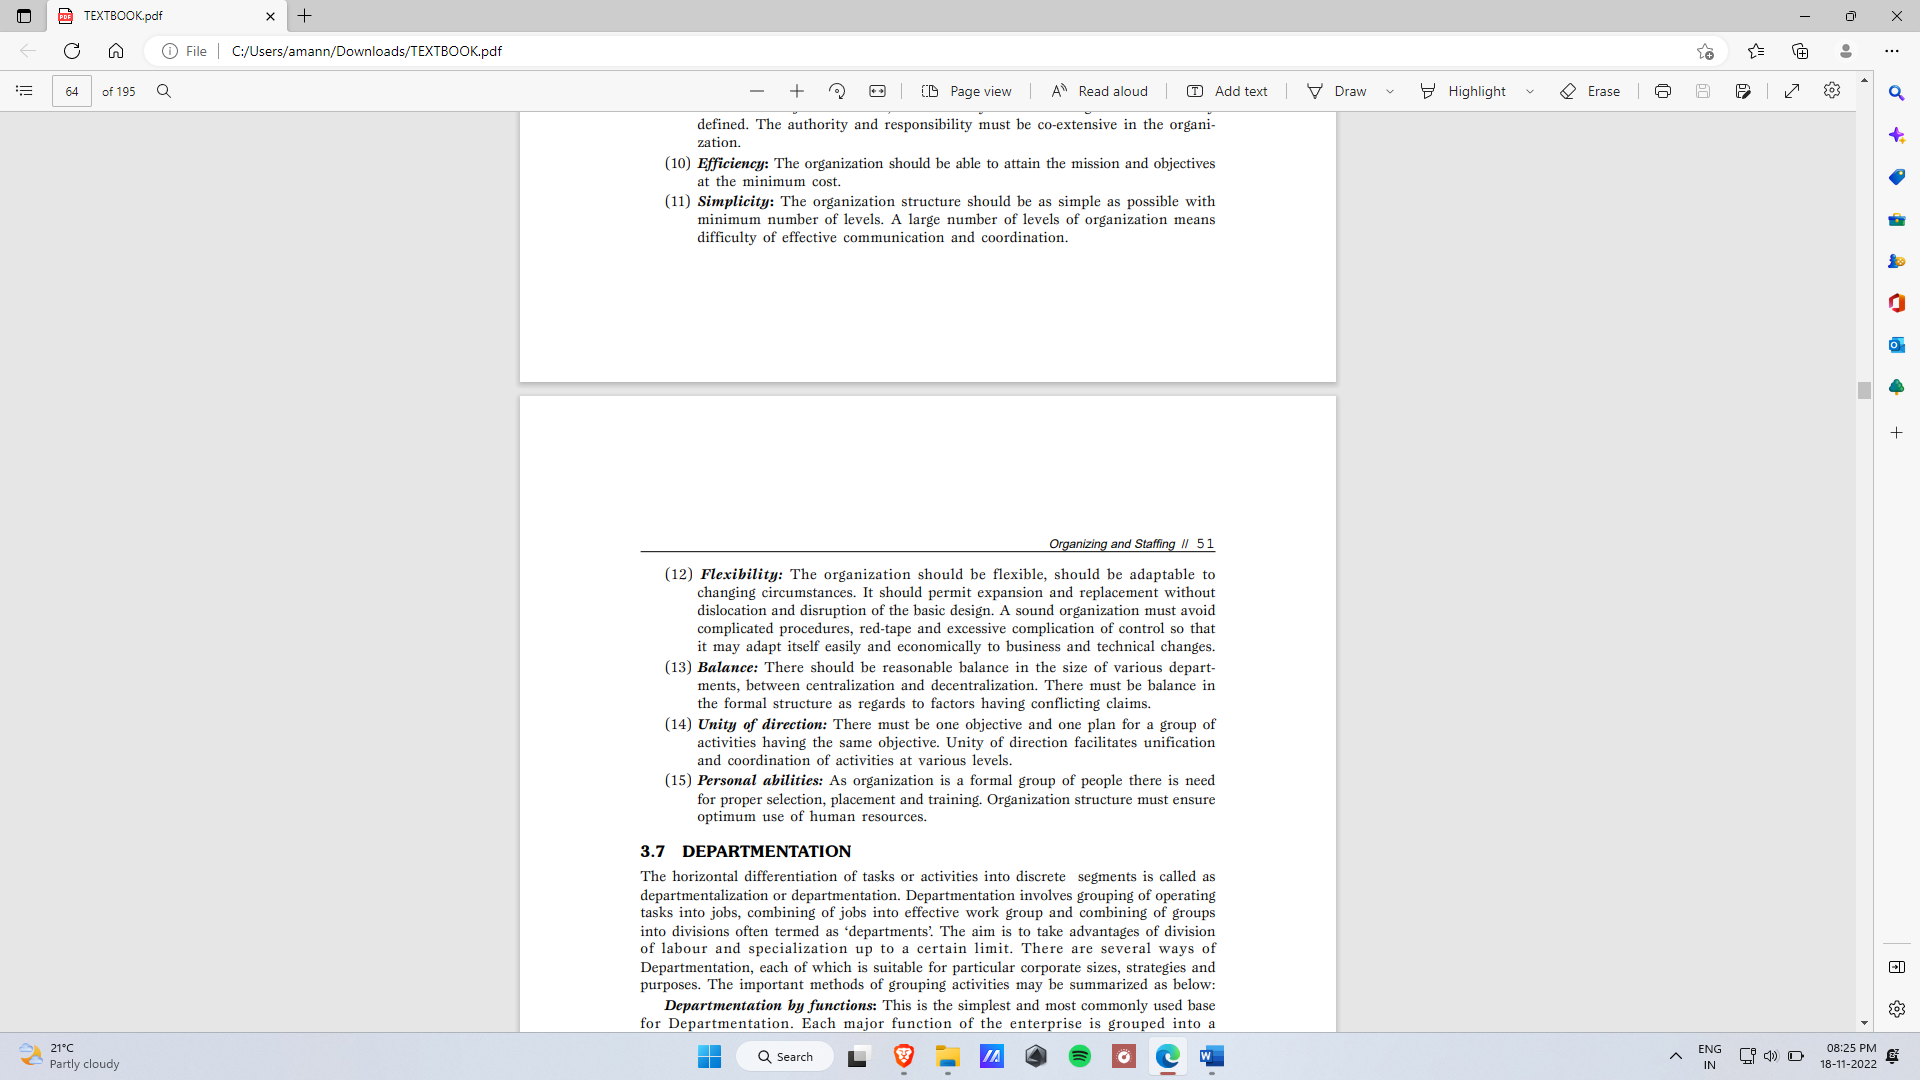 TEXTBOOK.pdf
File C:/Users/amann/Downloads/TEXTBOOK.pdf
64 of 195 Page view Read aloud Add text Draw Highlight Erase
defined. The authority and responsibility must be co-extensive in the organi-
zation.
(10) Efficiency: The organization should be able to attain the mission and objectives
at the minimum cost.
(11) Simplicity: The organization structure should be as simple as possible with
minimum number of levels. A large number of levels of organization means
difficulty of effective communication and coordination.
Organizing and Staffing // 51
(12) Flexibility: The organization should be flexible, should be adaptable to
changing circumstances. It should permit expansion and replacement without
dislocation and disruption of the basic design. A sound organization must avoid
complicated procedures, red-tape and excessive complication of control so that
it may adapt itself easily and economically to business and technical changes.
(13) Balance: There should be reasonable balance in the size of various depart-
ments, between centralization and decentralization. There must be balance in
the formal structure as regards to factors having conflicting claims.
(14) Unity of direction: There must be one objective and one plan for a group of
activities having the same objective. Unity of direction facilitates unification
and coordination of activities at various levels.
(15) Personal abilities: As organization is a formal group of people there is need
for proper selection, placement and training. Organization structure must ensure
optimum use of human resources.
3.7 DEPARTMENTATION
The horizontal differentiation of tasks or activities into discrete segments is called as
departmentalization or departmentation. Departmentation involves grouping of operating
tasks into jobs, combining of jobs into effective work group and combining of groups
into divisions often termed as ‘departments’. The aim is to take advantages of division
of labour and specialization up to a certain limit. There are several ways of
Departmentation, each of which is suitable for particular corporate sizes, strategies and
purposes. The important methods of grouping activities may be summarized as below:
Departmentation by functions: This is the simplest and most commonly used base
for Departmentation. Each major function of the enterprise is grouped into a
21°C
Partly cloudy
Search
ENG
IN
08:25 PM
18-11-2022